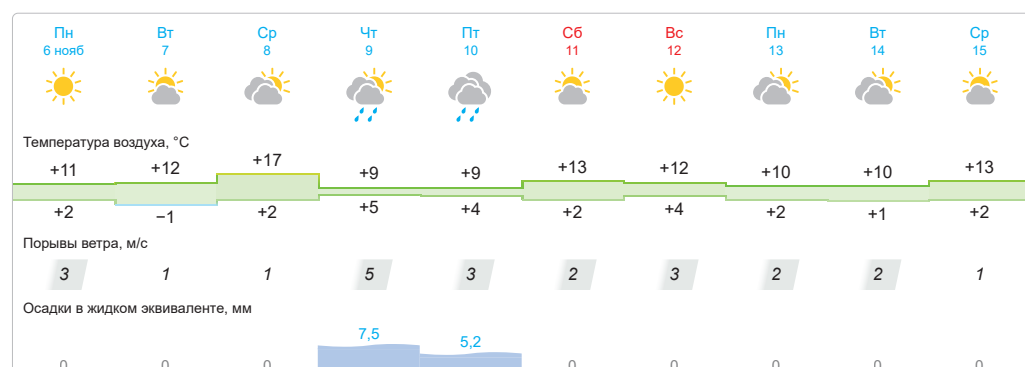 Пн Вт Ср Чт Пт Сб Вс Пн Вт Ср
6 нояб 7 8 9 10 11 12 13 14 15
Температура воздуха, °C
+11 +12 +17 +9 +9 +13 +12 +10 +10 +13
+2 −1 +2 +5 +4 +2 +4 +2 +1 +2
Порывы ветра, м/с
3 1 1 5 3 2 3 2 2 1
Осадки в жидком эквиваленте, мм
0 0 0 7,5 5,2 0 0 0 0 0